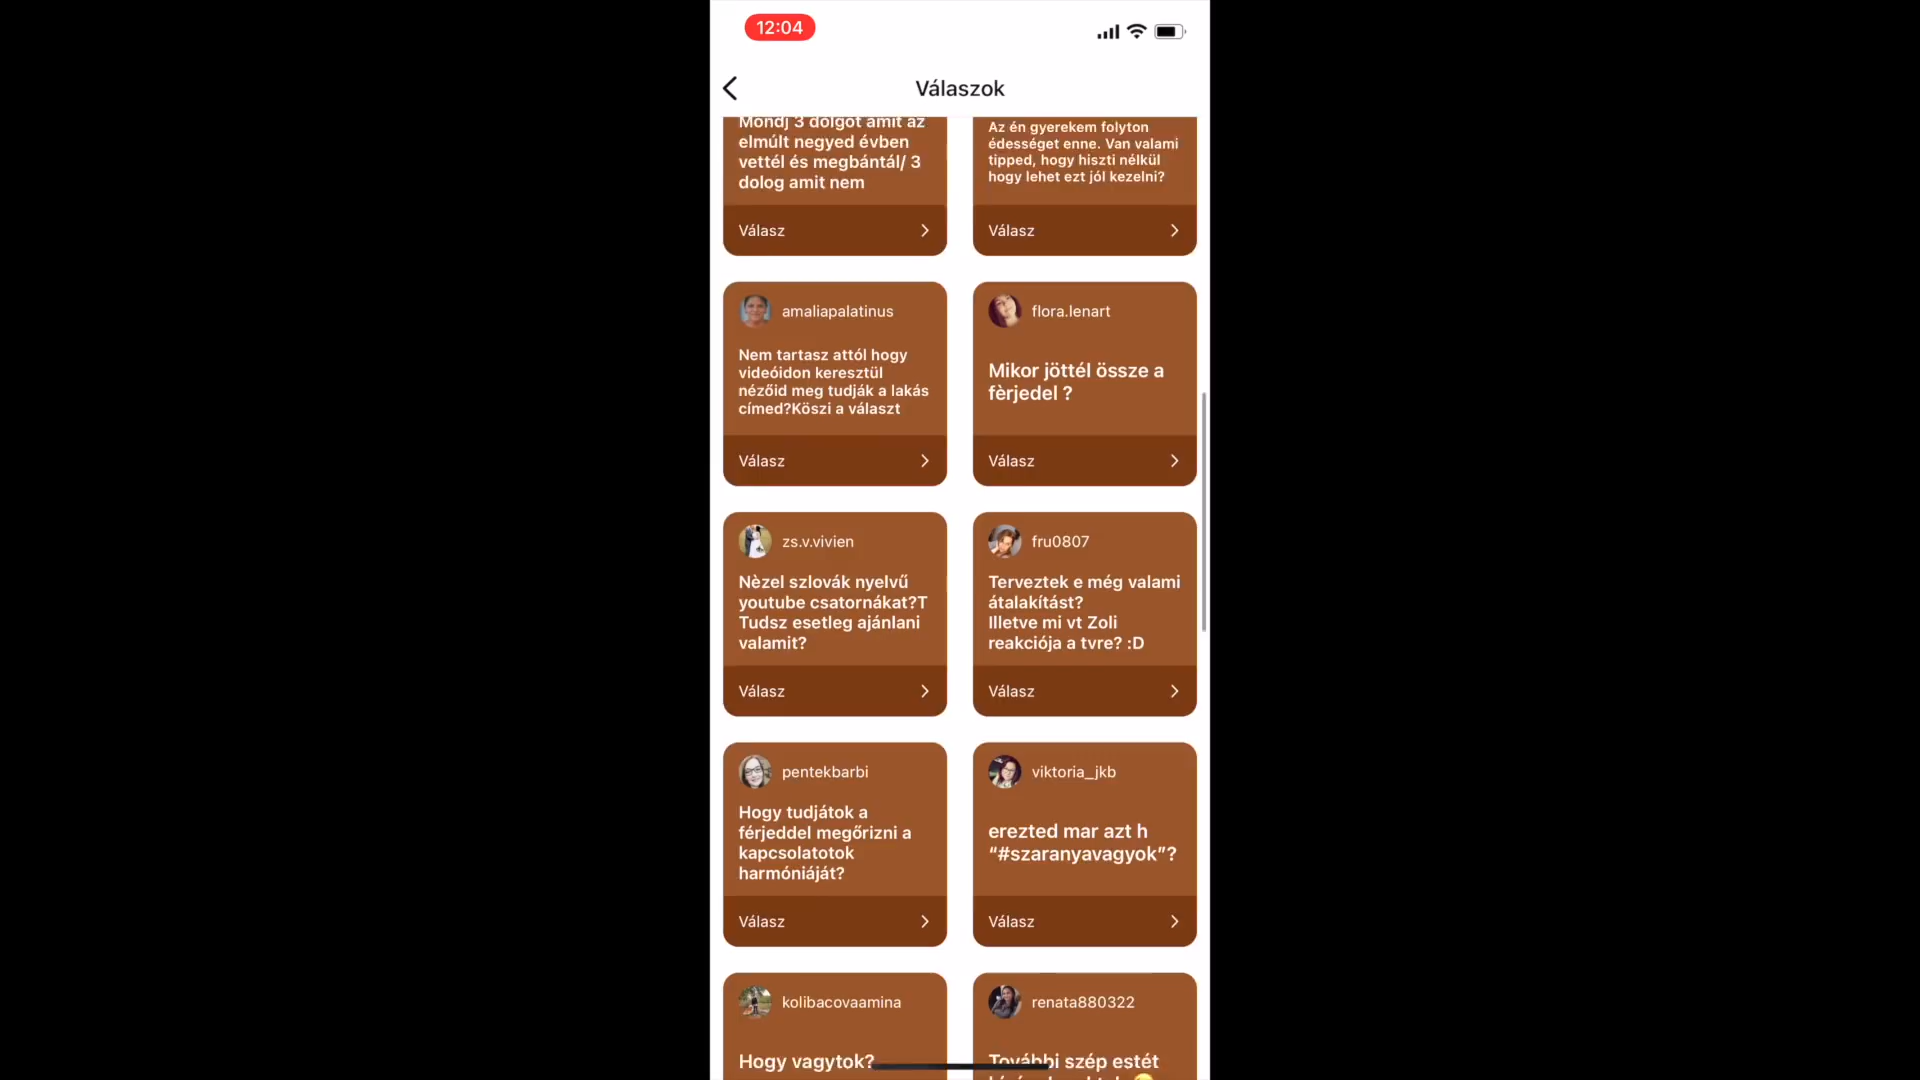 12:04
Válaszok
Mondj 3 dolgot amit az
elmúlt negyed évben
vettél és megbántál/ 3
dolog amit nem
Válasz
Az én gyerekem folyton
édességet enne. Van valami
tipped, hogy hiszti nélkül
hogy lehet ezt jól kezelni?
Válasz
amaliapalatinus
Nem tartasz attól hogy
videóidon keresztül
nézőid meg tudják a lakás
címed?Köszi a választ
Válasz
flora.lenart
Mikor jöttél össze a
fèrjedel ?
Válasz
zs.v.vivien
Nèzel szlovák nyelvű
youtube csatornákat?T
Tudsz esetleg ajánlani
valamit?
Válasz
fru0807
Terveztek e még valami
átalakítást?
Illetve mi vt Zoli
reakciója a tvre? :D
Válasz
pentekbarbi
Hogy tudjátok a
férjeddel megőrizni a
kapcsolatotok
harmóniáját?
Válasz
viktoria_jkb
erezted mar azt h
“#szaranyavagyok”?
Válasz
kolibacovaamina
Hogy vagytok?
renata880322
További szép estét